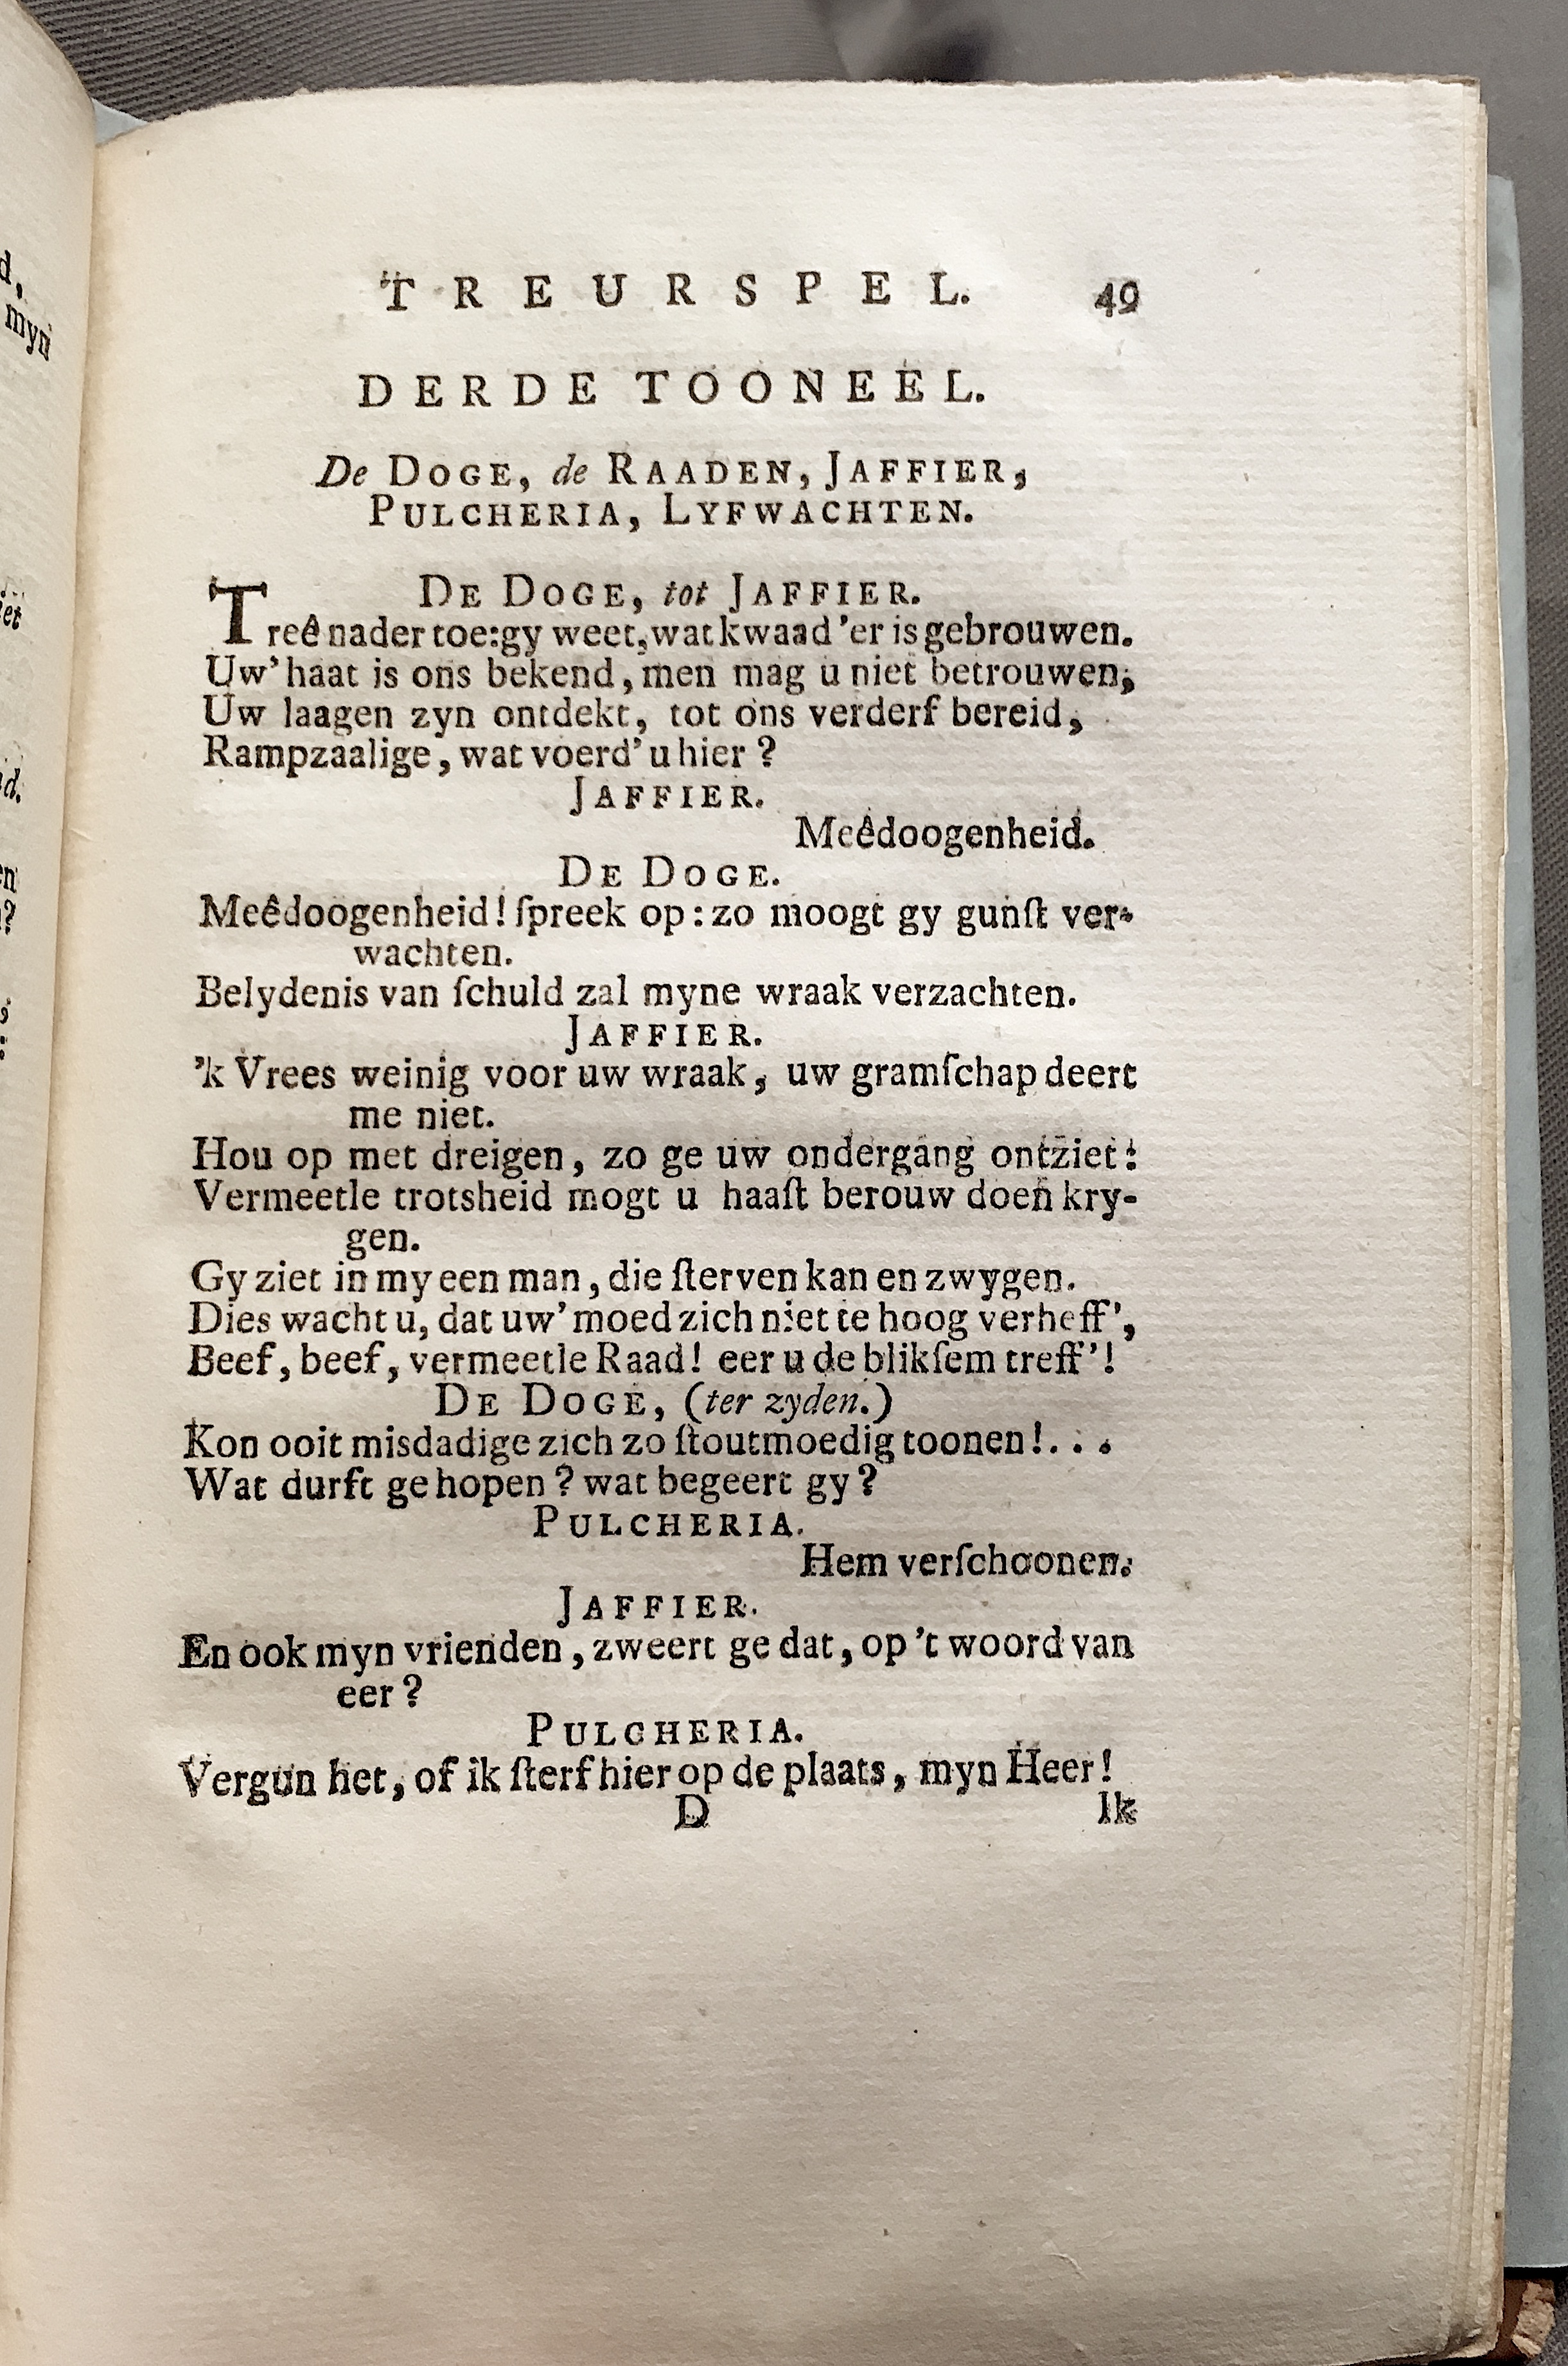 TREURSPEL. 49
DERDE TOONEEL.
De DOGE, de RAADEN, JAFFIER,
PULCHERIA, LYFWACHTEN.
DE DOGE, tot JAFFIER.
Treê nader toe: gy weet, wat kwaad 'er is gebrouwen.
Uw' haat is ons bekend, men mag u niet betrouwen;
Uw laagen zyn ontdekt, tot ons verderf bereid,
Rampzaalige, wat voerd' u hier?
JAFFIER.
Meêdoogenheid.
DE DOGE.
Meêdoogenheid! ſpreek op: zo moogt gy gunſt ver-
wachten.
Belydenis van ſchuld zal myne wraak verzachten.
JAFFIER.
'k Vrees weinig voor uw wraak, uw gramſchap deert
me niet.
Hou op met dreigen, zo ge uw ondergang ontziet:
Vermeetle trotsheid mogt u haaſt berouw doen kry-
gen.
Gy ziet in my een man, die ſterven kan en zwygen.
Dies wacht u, dat uw' moed zich niet te hoog verheff',
Beef, beef, vermeetle Raad! eer u de blikſem treff'!
DE DOGE, (ter zyden.)
Kon ooit misdadige zich zo ſtoutmoedig toonen!...
Wat durft ge hopen? wat begeert gy?
PULCHERIA.
Hem verſchoonen.
JAFFIER.
En ook myn vrienden, zweert ge dat, op 't woord van
eer?
PULCHERIA.
Vergun het, of ik ſterf hier op de plaats, myn Heer!
D Ik
d,
myn
iet
d.
en
?